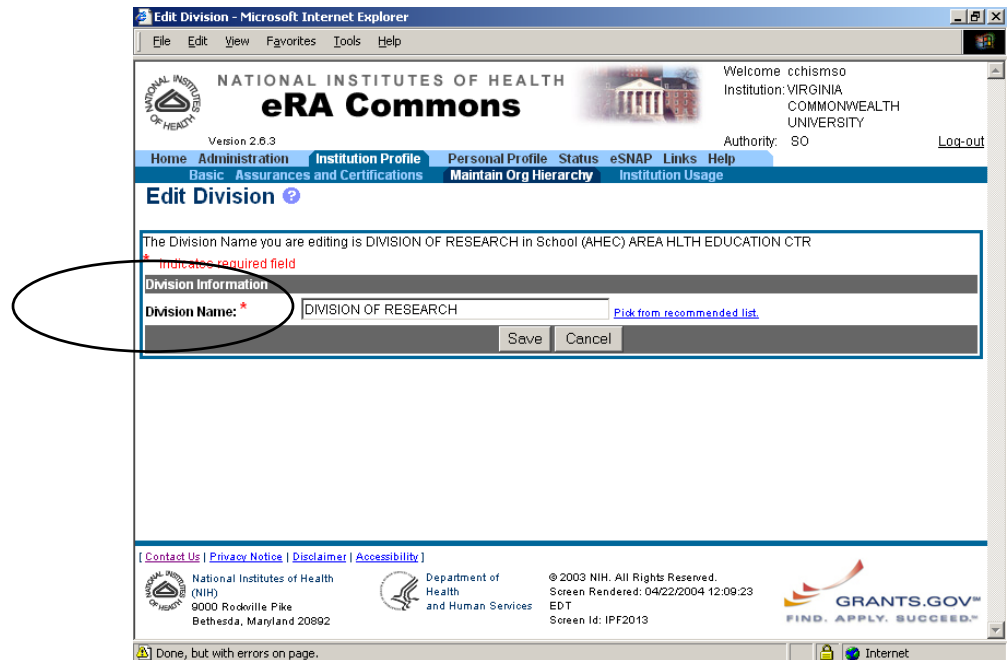 Edit Division - Microsoft Internet Explorer
File Edit View Favorites Tools Help
NATIONAL INSTITUTES OF HEALTH
eRA Commons
Version 2.6.3
Welcome cchismso
Institution: VIRGINIA
COMMONWEALTH
UNIVERSITY
Authority: SO
Log-out
Home Administration Institution Profile Personal Profile Status eSNAP Links Help
Basic Assurances and Certifications Maintain Org Hierarchy Institution Usage
Edit Division ?
The Division Name you are editing is DIVISION OF RESEARCH in School (AHEC) AREA HLTH EDUCATION CTR
* Indicates required field
Division Information
Division Name: * DIVISION OF RESEARCH Pick from recommended list.
Save Cancel
[ Contact Us | Privacy Notice | Disclaimer | Accessibility ]
National Institutes of Health
(NIH)
9000 Rockville Pike
Bethesda, Maryland 20892
Department of
Health
and Human Services
© 2003 NIH. All Rights Reserved.
Screen Rendered: 04/22/2004 12:09:23
EDT
Screen Id: IPF2013
GRANTS.GOV℠
FIND. APPLY. SUCCEED.℠
Done, but with errors on page.
Internet